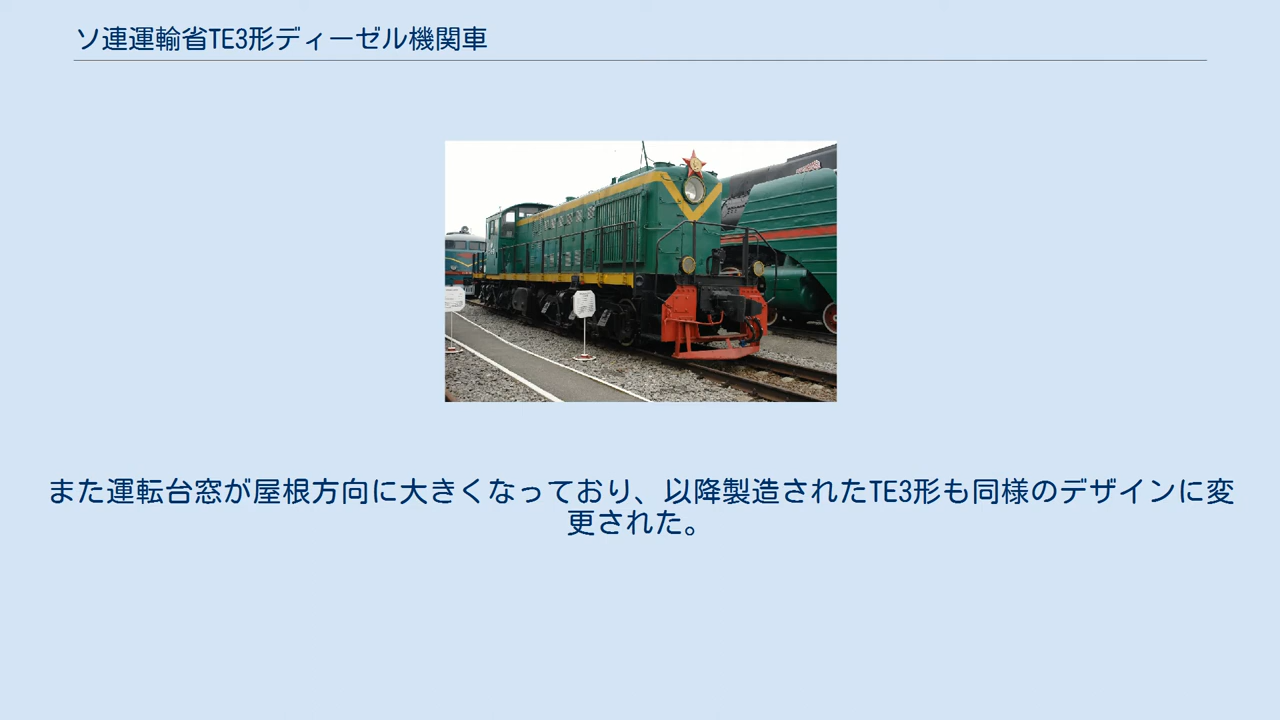 ソ連運輸省TE3形ディーゼル機関車
また運転台窓が屋根方向に大きくなっており、以降製造されたTE3形も同様のデザインに変
更された。